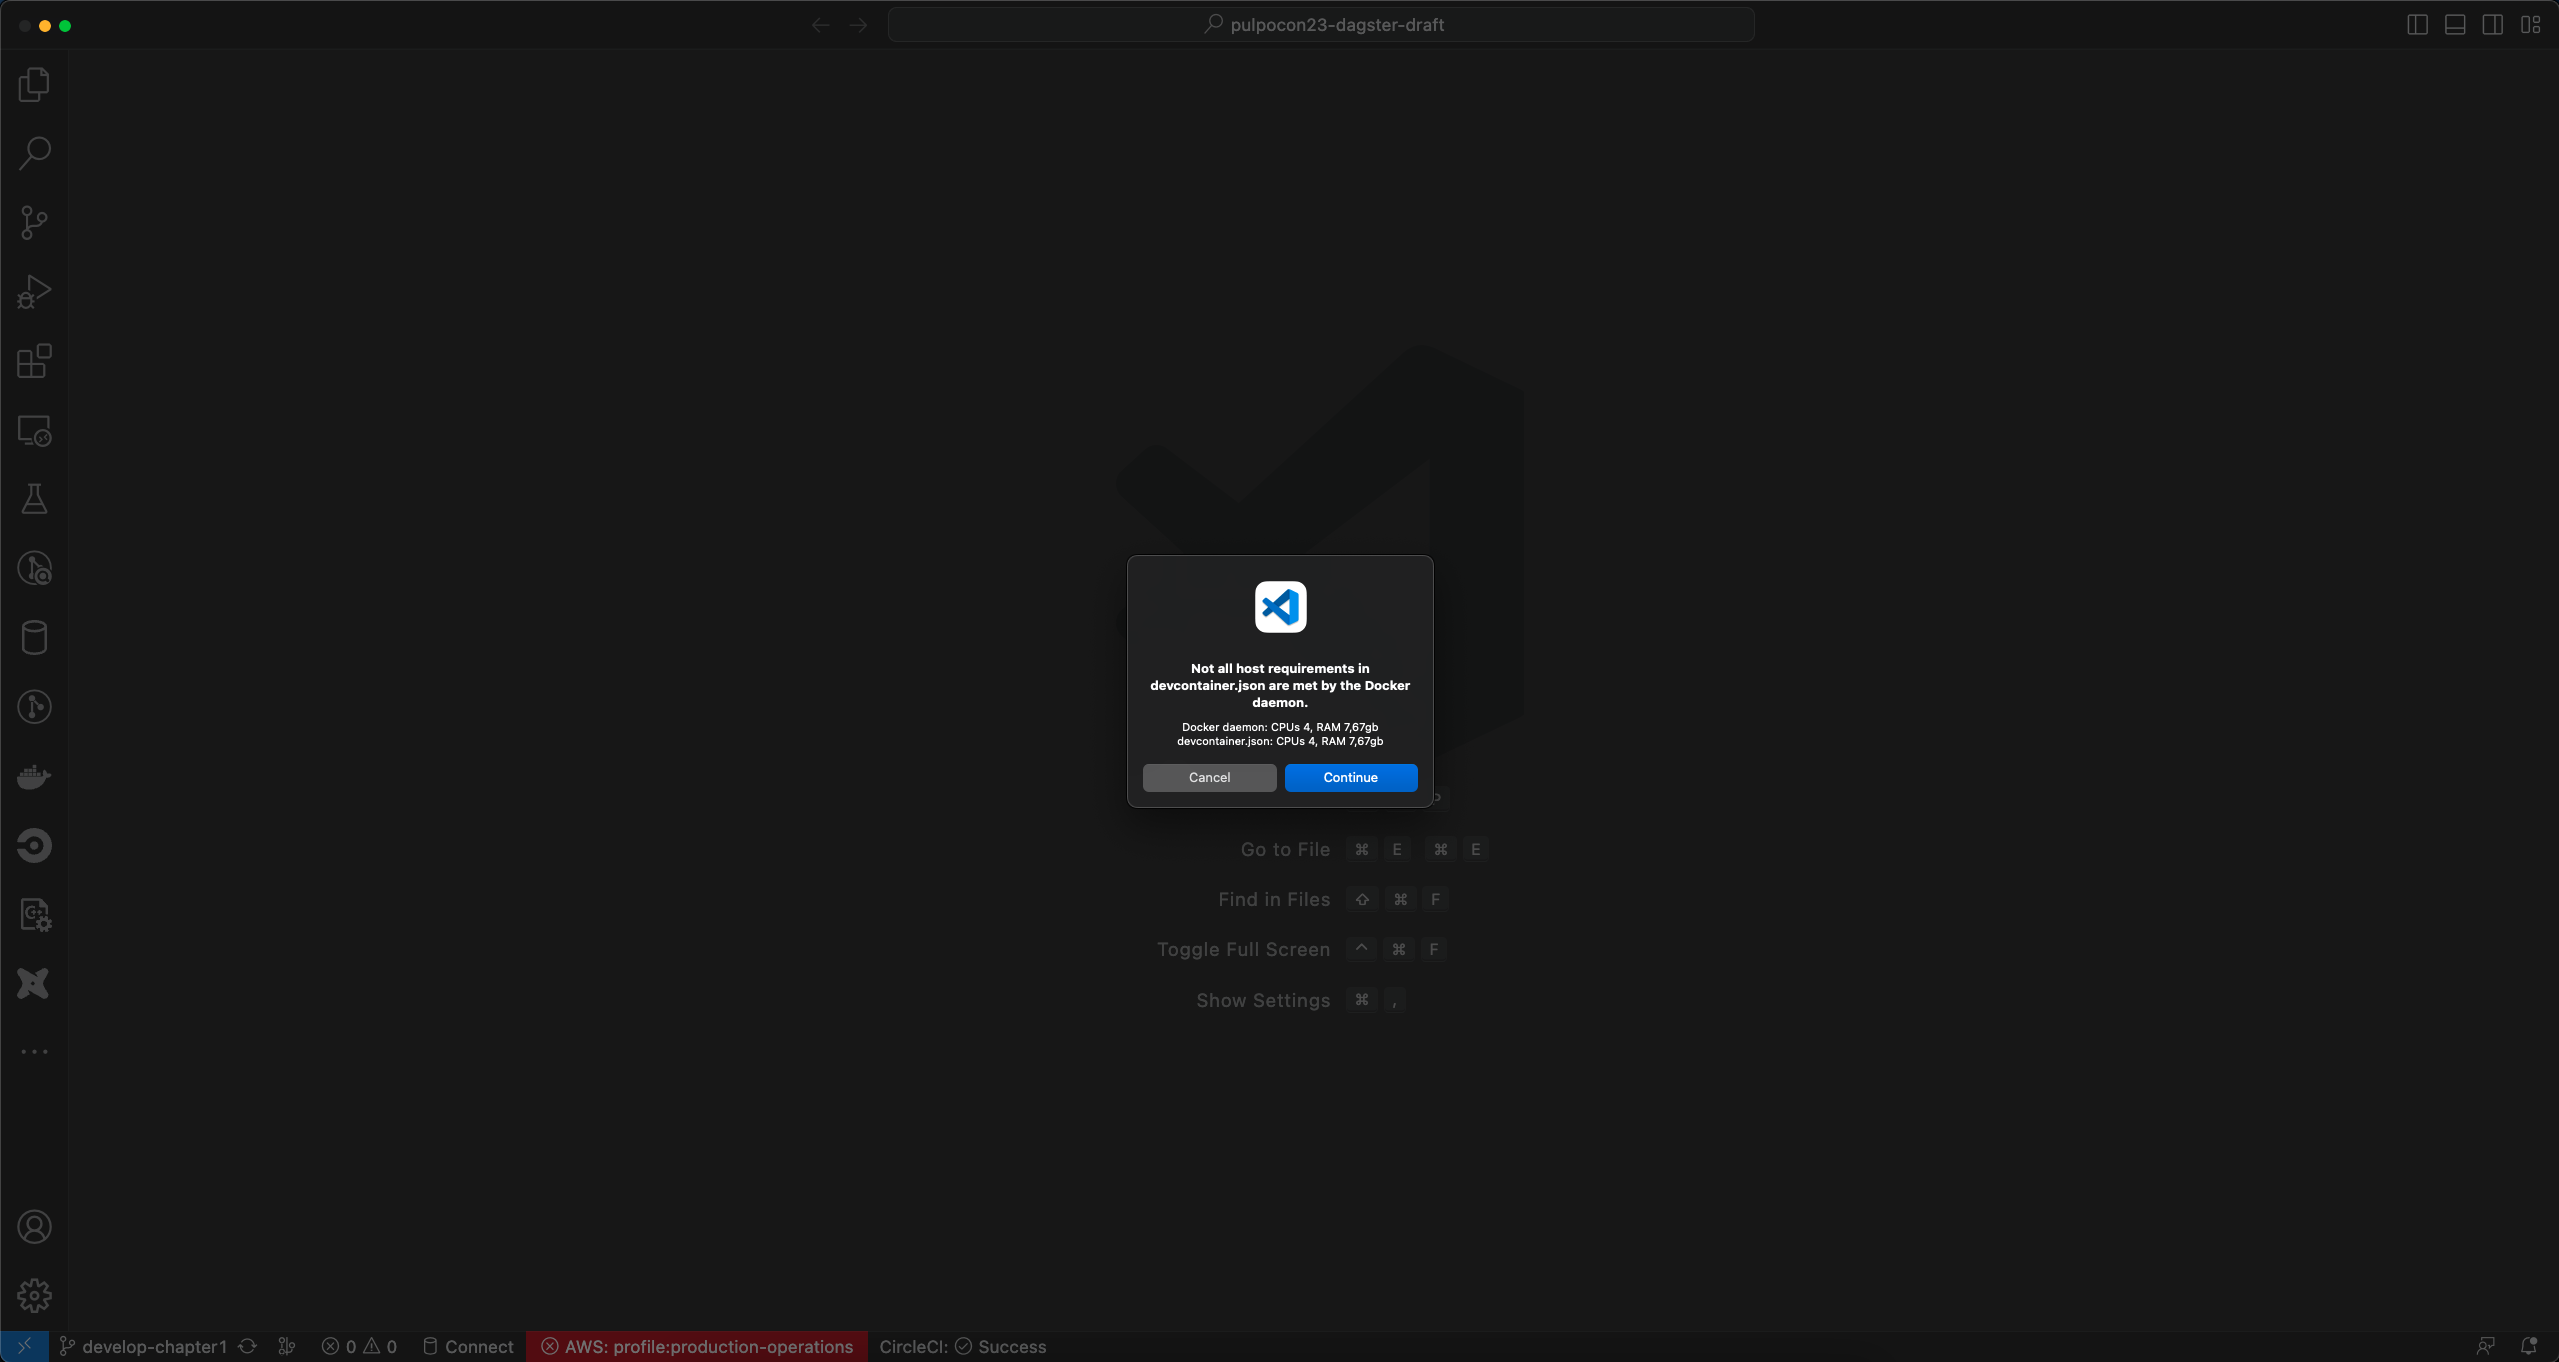 pulpocon23-dagster-draft
Not all host requirements in
devcontainer.json are met by the Docker
daemon.
Docker daemon: CPUs 4, RAM 7,67gb
devcontainer.json: CPUs 4, RAM 7,67gb
Cancel Continue
P
Go to File ⌘ E ⌘ E
Find in Files ⇧ ⌘ F
Toggle Full Screen ^ ⌘ F
Show Settings ⌘ ,
develop-chapter1 0 0 Connect AWS: profile:production-operations CircleCI: Success